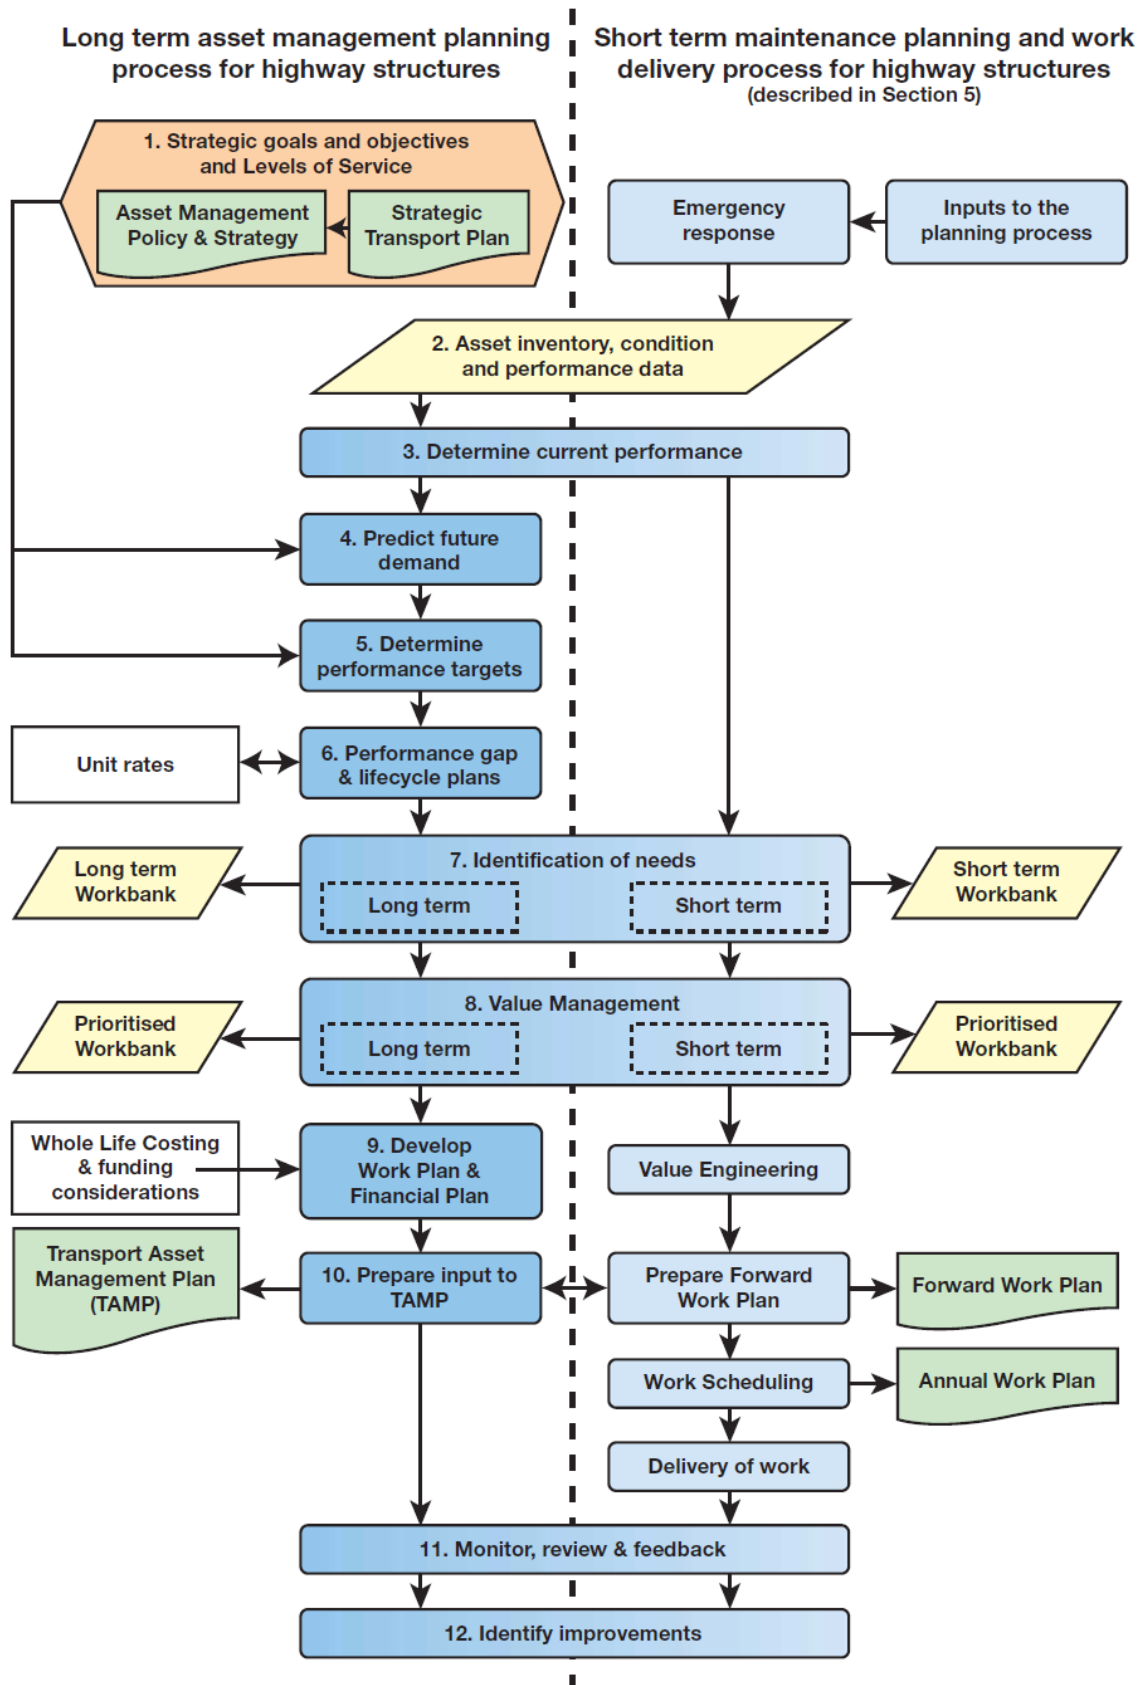 Long term asset management planning
process for highway structures
Short term maintenance planning and work
delivery process for highway structures
(described in Section 5)
1. Strategic goals and objectives
and Levels of Service
Asset Management
Policy & Strategy
Strategic
Transport Plan
Emergency
response
Inputs to the
planning process
2. Asset inventory, condition
and performance data
3. Determine current performance
4. Predict future
demand
5. Determine
performance targets
Unit rates
6. Performance gap
& lifecycle plans
7. Identification of needs
Long term
Workbank
Long term
Short term
Short term
Workbank
8. Value Management
Prioritised
Workbank
Long term
Short term
Prioritised
Workbank
Whole Life Costing
& funding
considerations
9. Develop
Work Plan &
Financial Plan
Value Engineering
Transport Asset
Management Plan
(TAMP)
10. Prepare input to
TAMP
Prepare Forward
Work Plan
Forward Work Plan
Work Scheduling
Annual Work Plan
Delivery of work
11. Monitor, review & feedback
12. Identify improvements